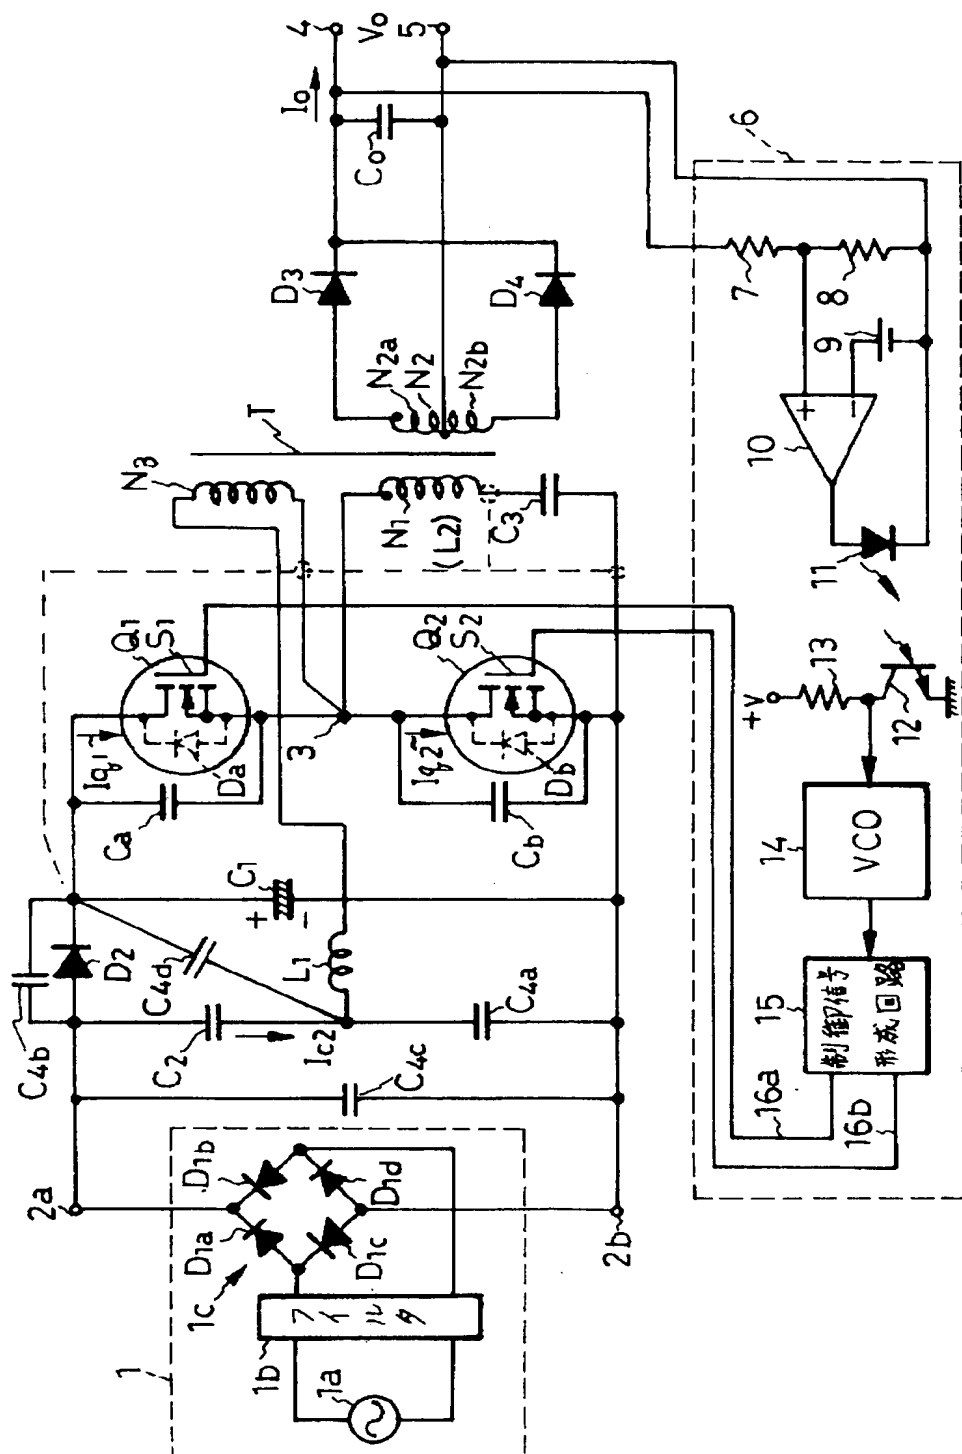 1
1a
1b
フィルタ
1c
D1a
D1b
D1c
D1d
2a
2b
C4c
C4b
D2
C2
Ic2
C4a
C4d
L1
C1
+
−
Ca
Iq1
Da
Q1
S1
3
Cb
Iq2
Db
Q2
S2
N3
N1
(L2)
C3
T
N2a
N2
N2b
D3
D4
Co
Io
4
Vo
5
6
7
8
9
10
+
−
11
12
13
+V
14
VCO
15
制御信号
形成回路
16a
16b